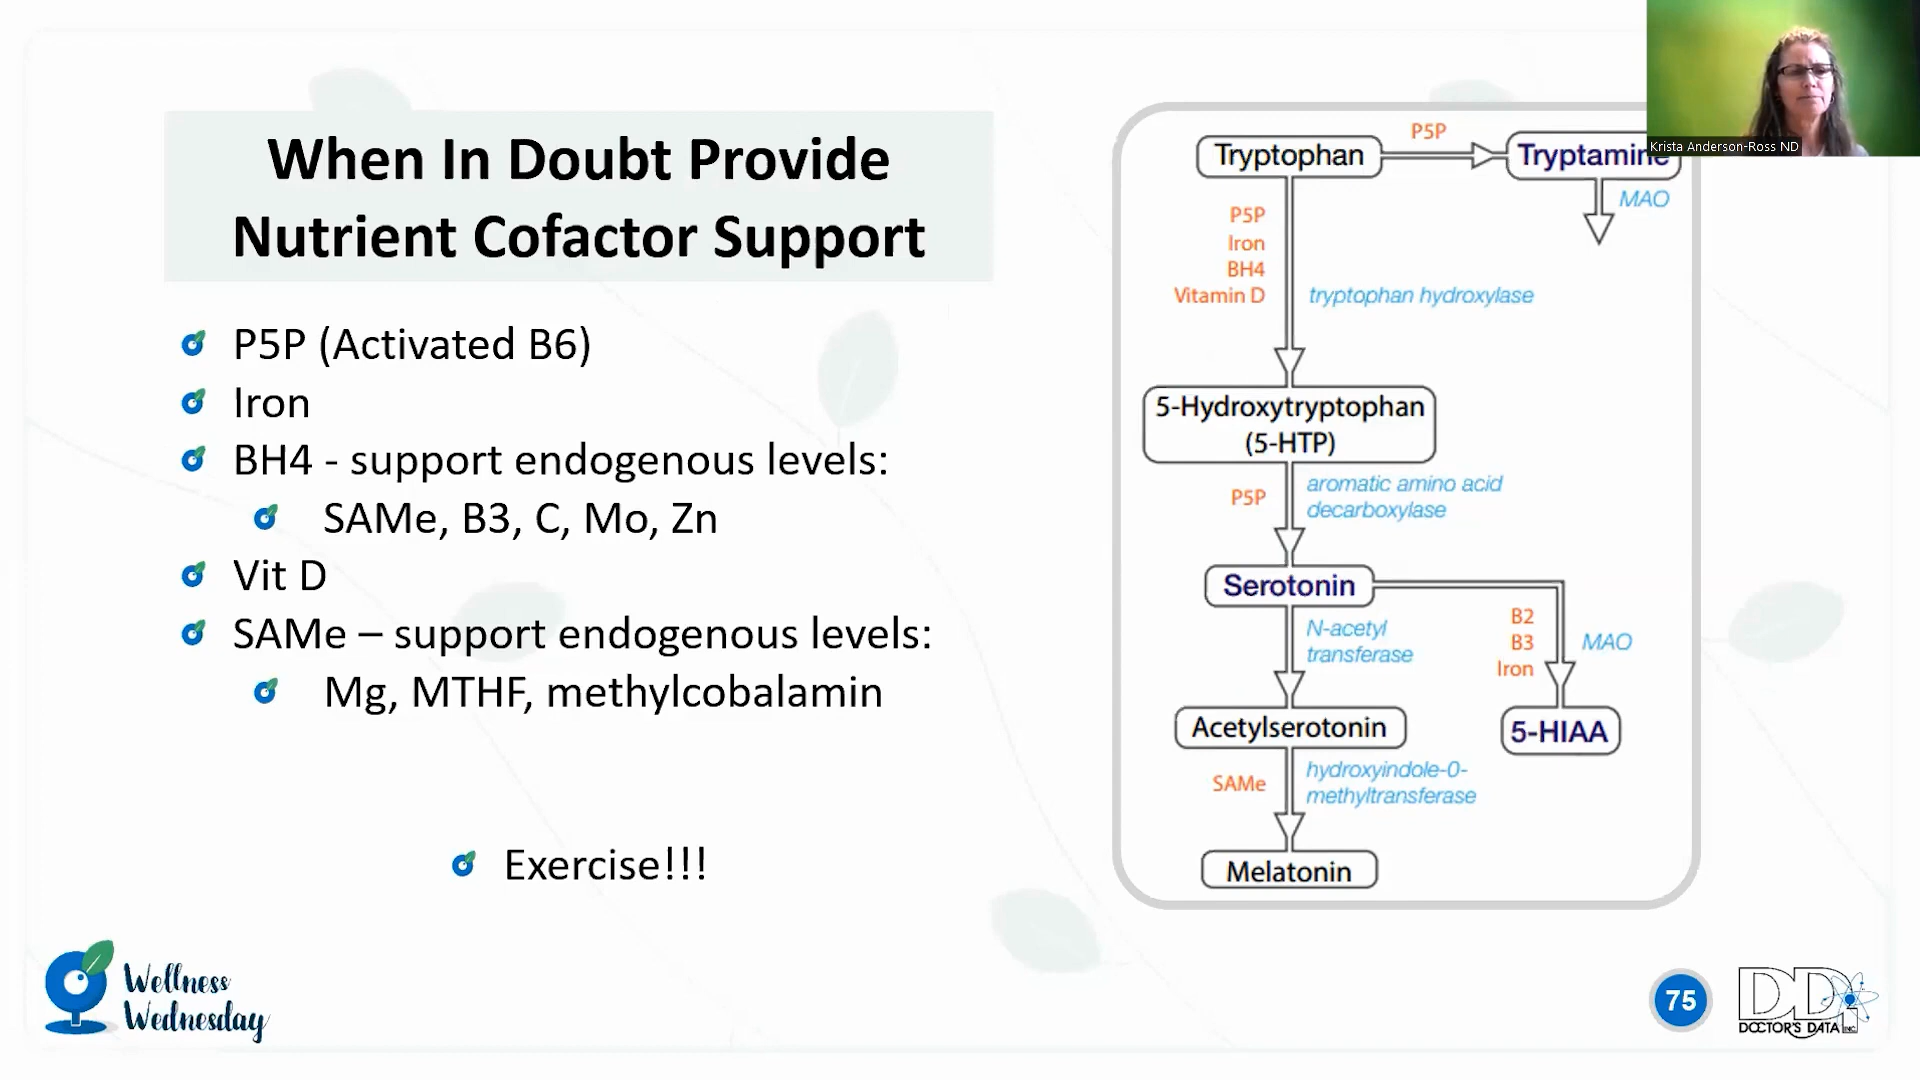 When In Doubt Provide
Nutrient Cofactor Support
P5P (Activated B6)
Iron
BH4 - support endogenous levels:
SAMe, B3, C, Mo, Zn
Vit D
SAMe – support endogenous levels:
Mg, MTHF, methylcobalamin
Exercise!!!
Tryptophan
P5P
Tryptamine
MAO
P5P
Iron
BH4
Vitamin D
tryptophan hydroxylase
5-Hydroxytryptophan
(5-HTP)
P5P
aromatic amino acid
decarboxylase
Serotonin
N-acetyl
transferase
B2
B3
Iron
MAO
Acetylserotonin
5-HIAA
SAMe
hydroxyindole-0-
methyltransferase
Melatonin
Krista Anderson-Ross ND
Wellness
Wednesday
75
DDI
DOCTOR'S DATA INC.